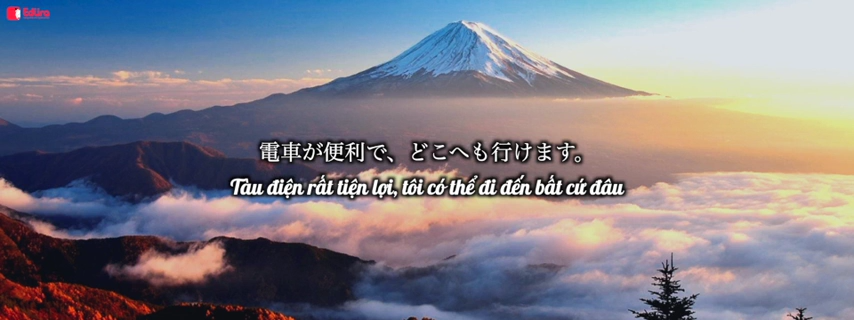 EdKira
電車が便利で、どこへも行けます。
Tàu điện rất tiện lợi, tôi có thể đi đến bất cứ đâu